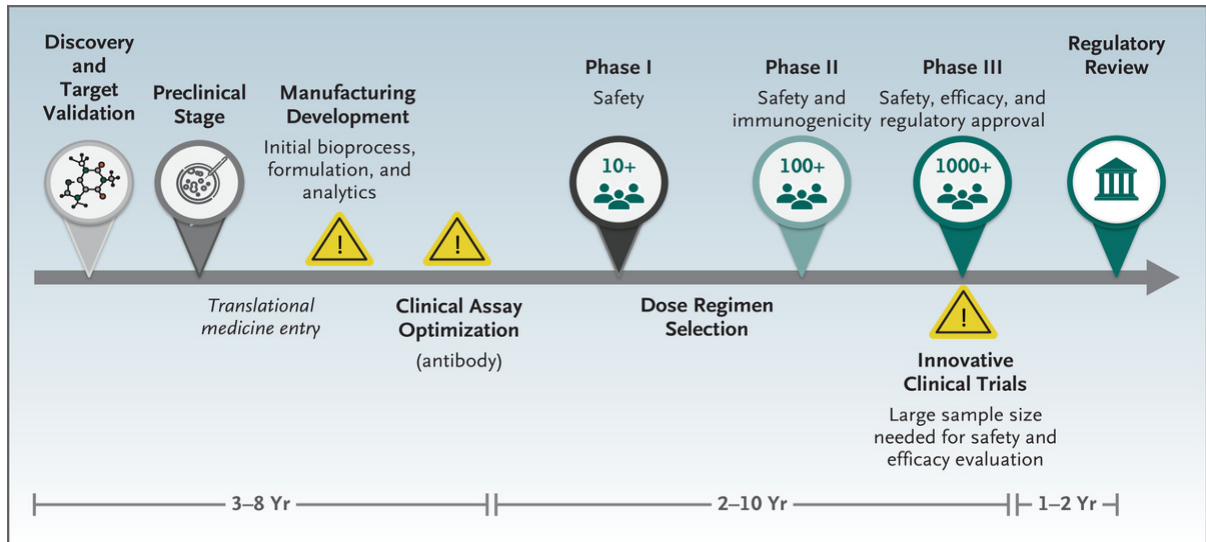 Discovery
and
Target
Validation
Preclinical
Stage
Manufacturing
Development
Initial bioprocess,
formulation, and
analytics
!
!
Phase I
Safety
10+
Phase II
Safety and
immunogenicity
100+
Phase III
Safety, efficacy, and
regulatory approval
1000+
Regulatory
Review
Translational
medicine entry
Clinical Assay
Optimization
(antibody)
Dose Regimen
Selection
!
Innovative
Clinical Trials
Large sample size
needed for safety and
efficacy evaluation
3–8 Yr
2–10 Yr
1–2 Yr